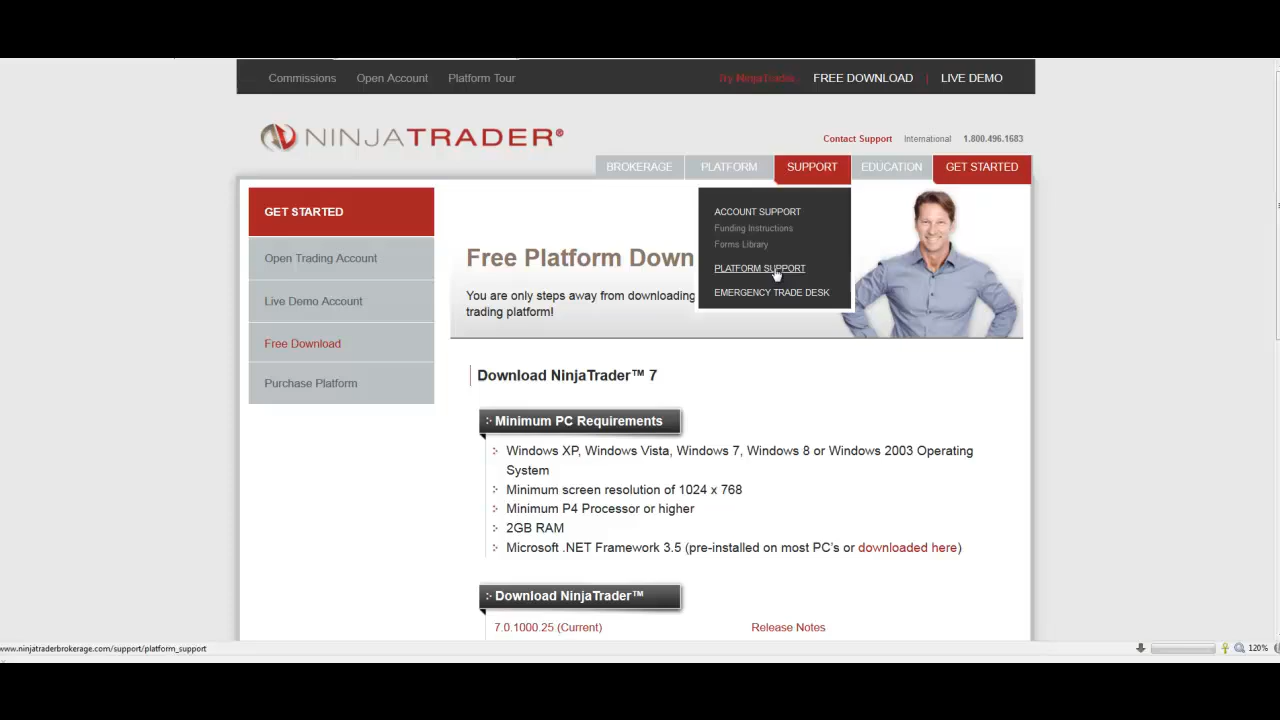 Commissions Open Account Platform Tour Try NinjaTrader FREE DOWNLOAD | LIVE DEMO
NINJATRADER®
Contact Support International 1.800.496.1683
BROKERAGE PLATFORM SUPPORT EDUCATION GET STARTED
GET STARTED
Open Trading Account
Live Demo Account
Free Download
Purchase Platform
ACCOUNT SUPPORT
Funding Instructions
Forms Library
PLATFORM SUPPORT
EMERGENCY TRADE DESK
Free Platform Down
You are only steps away from downloading
trading platform!
Download NinjaTrader™ 7
Minimum PC Requirements
Windows XP, Windows Vista, Windows 7, Windows 8 or Windows 2003 Operating
System
Minimum screen resolution of 1024 x 768
Minimum P4 Processor or higher
2GB RAM
Microsoft .NET Framework 3.5 (pre-installed on most PC's or downloaded here)
Download NinjaTrader™
7.0.1000.25 (Current) Release Notes
www.ninjatraderbrokerage.com/support/platform_support 120%